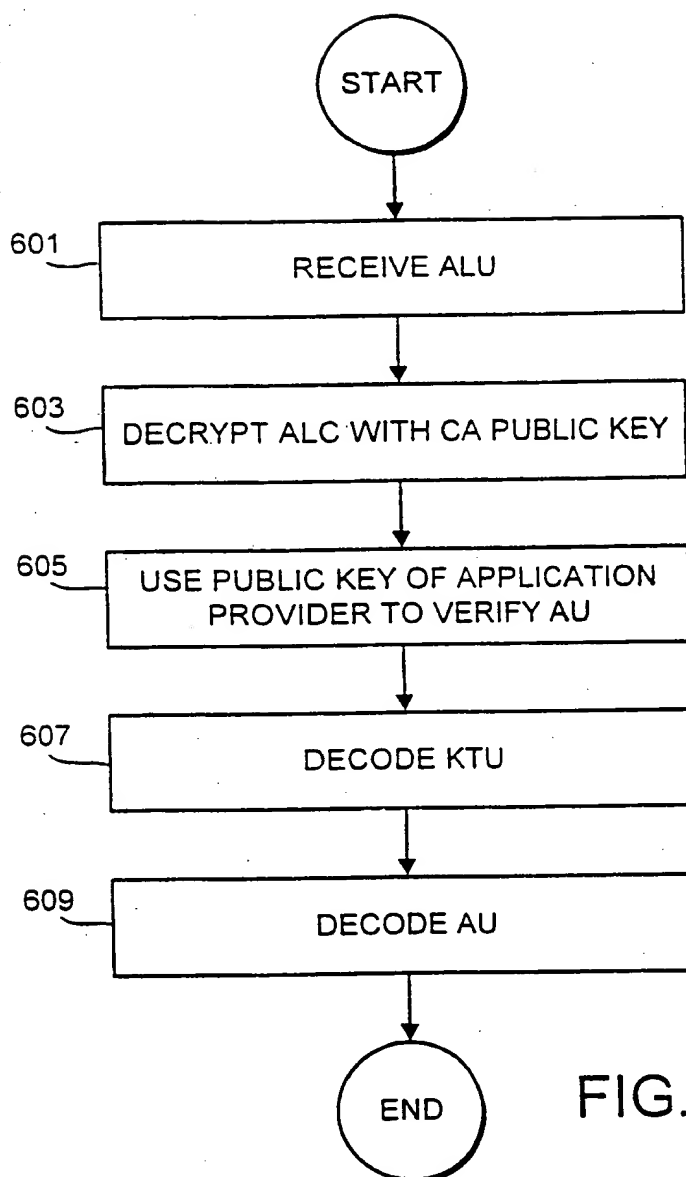 START
601
RECEIVE ALU
603
DECRYPT ALC WITH CA PUBLIC KEY
605
USE PUBLIC KEY OF APPLICATION
PROVIDER TO VERIFY AU
607
DECODE KTU
609
DECODE AU
END
FIG.